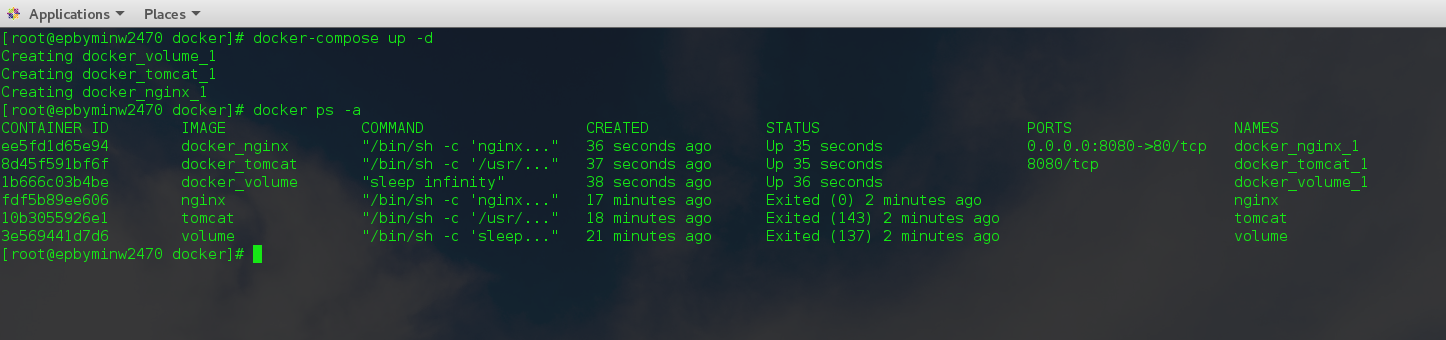 Applications Places
[root@epbyminw2470 docker]# docker-compose up -d
Creating docker_volume_1
Creating docker_tomcat_1
Creating docker_nginx_1
[root@epbyminw2470 docker]# docker ps -a
CONTAINER ID        IMAGE               COMMAND                  CREATED             STATUS                       PORTS                  NAMES
ee5fd1d65e94        docker_nginx        "/bin/sh -c 'nginx..."   36 seconds ago      Up 35 seconds                0.0.0.0:8080->80/tcp   docker_nginx_1
8d45f591bf6f        docker_tomcat       "/bin/sh -c '/usr/..."   37 seconds ago      Up 35 seconds                8080/tcp               docker_tomcat_1
1b666c03b4be        docker_volume       "sleep infinity"         38 seconds ago      Up 36 seconds                                       docker_volume_1
fdf5b89ee606        nginx               "/bin/sh -c 'nginx..."   17 minutes ago      Exited (0) 2 minutes ago                            nginx
10b3055926e1        tomcat              "/bin/sh -c '/usr/..."   18 minutes ago      Exited (143) 2 minutes ago                          tomcat
3e569441d7d6        volume              "/bin/sh -c 'sleep..."   21 minutes ago      Exited (137) 2 minutes ago                          volume
[root@epbyminw2470 docker]#